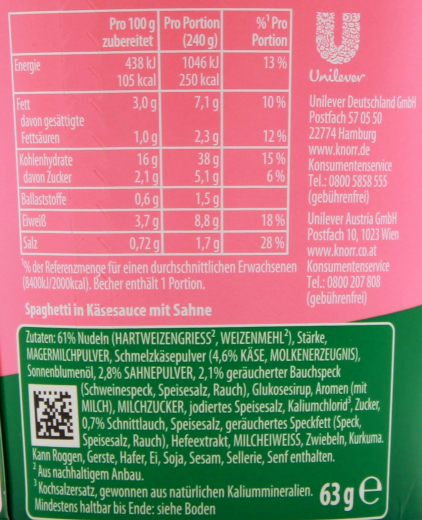 Pro 100 g Pro Portion %¹ Pro
zubereitet (240 g) Portion
Energie 438 kJ 1046 kJ 13 %
105 kcal 250 kcal
Fett 3,0 g 7,1 g 10 %
davon gesättigte
Fettsäuren 1,0 g 2,3 g 12 %
Kohlenhydrate 16 g 38 g 15 %
davon Zucker 2,1 g 5,1 g 6 %
Ballaststoffe 0,6 g 1,5 g
Eiweiß 3,7 g 8,8 g 18 %
Salz 0,72 g 1,7 g 28 %
¹% der Referenzmenge für einen durchschnittlichen Erwachsenen
(8400kJ/2000kcal). Becher enthält 1 Portion.
Unilever
Unilever Deutschland GmbH
Postfach 57 05 50
22774 Hamburg
www.knorr.de
Konsumentenservice
Tel.: 0800 5858 555
(gebührenfrei)
Unilever Austria GmbH
Postfach 10, 1023 Wien
www.knorr.co.at
Konsumentenservice
Tel.: 0800 207 808
(gebührenfrei)
Spaghetti in Käsesauce mit Sahne
Zutaten: 61% Nudeln (HARTWEIZENGRIESS², WEIZENMEHL²), Stärke,
MAGERMILCHPULVER, Schmelzkäsepulver (4,6% KÄSE, MOLKENERZEUGNIS),
Sonnenblumenöl, 2,8% SAHNEPULVER, 2,1% geräucherter Bauchspeck
(Schweinespeck, Speisesalz, Rauch), Glukosesirup, Aromen (mit
MILCH), MILCHZUCKER, jodiertes Speisesalz, Kaliumchlorid³, Zucker,
0,7% Schnittlauch, Speisesalz, geräuchertes Speckfett (Speck,
Speisesalz, Rauch), Hefeextrakt, MILCHEIWEISS, Zwiebeln, Kurkuma.
Kann Roggen, Gerste, Hafer, Ei, Soja, Sesam, Sellerie, Senf enthalten.
² Aus nachhaltigem Anbau.
³ Kochsalzersatz, gewonnen aus natürlichen Kaliummineralien.
Mindestens haltbar bis Ende: siehe Boden
63 g e